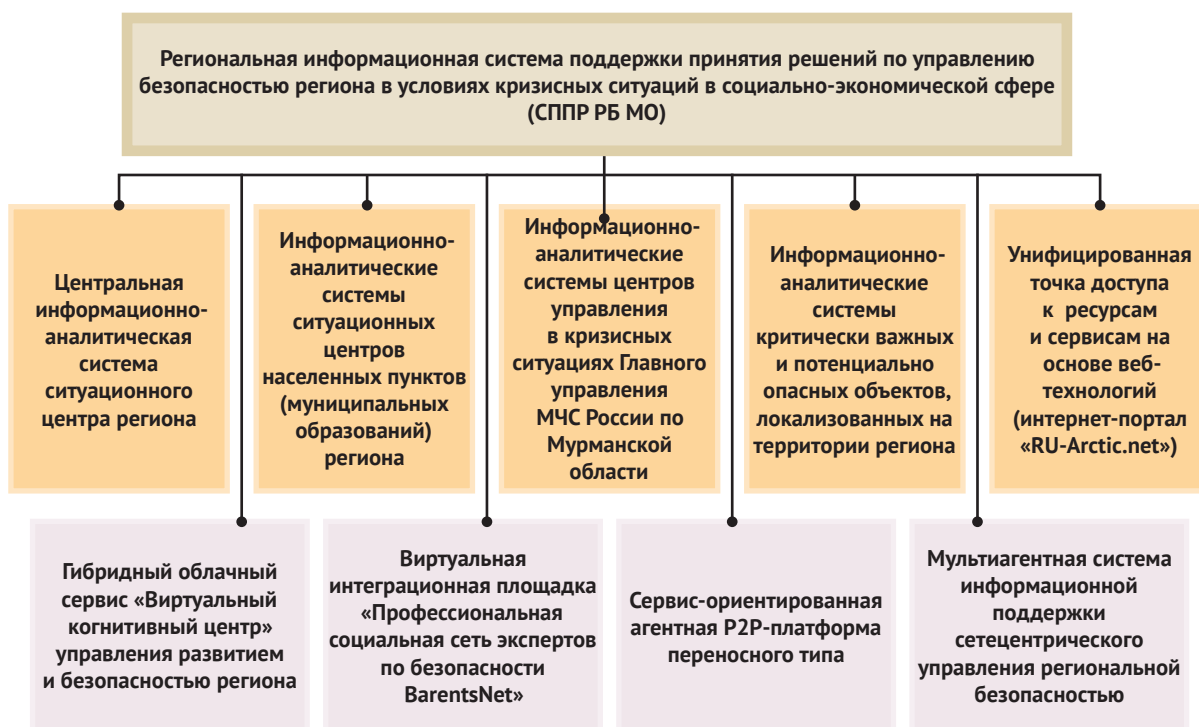 Региональная информационная система поддержки принятия решений по управлению
безопасностью региона в условиях кризисных ситуаций в социально-экономической сфере
(СППР РБ МО)
Центральная
информационно-
аналитическая
система
ситуационного
центра региона
Информационно-
аналитические
системы
ситуационных
центров
населенных пунктов
(муниципальных
образований)
региона
Информационно-
аналитические
системы центров
управления
в кризисных
ситуациях Главного
управления
МЧС России по
Мурманской
области
Информационно-
аналитические
системы
критически важных
и потенциально
опасных объектов,
локализованных на
территории региона
Унифицированная
точка доступа
к ресурсам
и сервисам на
основе веб-
технологий
(интернет-портал
«RU-Arctic.net»)
Гибридный облачный
сервис «Виртуальный
когнитивный центр»
управления развитием
и безопасностью региона
Виртуальная
интеграционная площадка
«Профессиональная
социальная сеть экспертов
по безопасности
BarentsNet»
Сервис-ориентированная
агентная P2P-платформа
переносного типа
Мультиагентная система
информационной
поддержки
сетецентрического
управления региональной
безопасностью